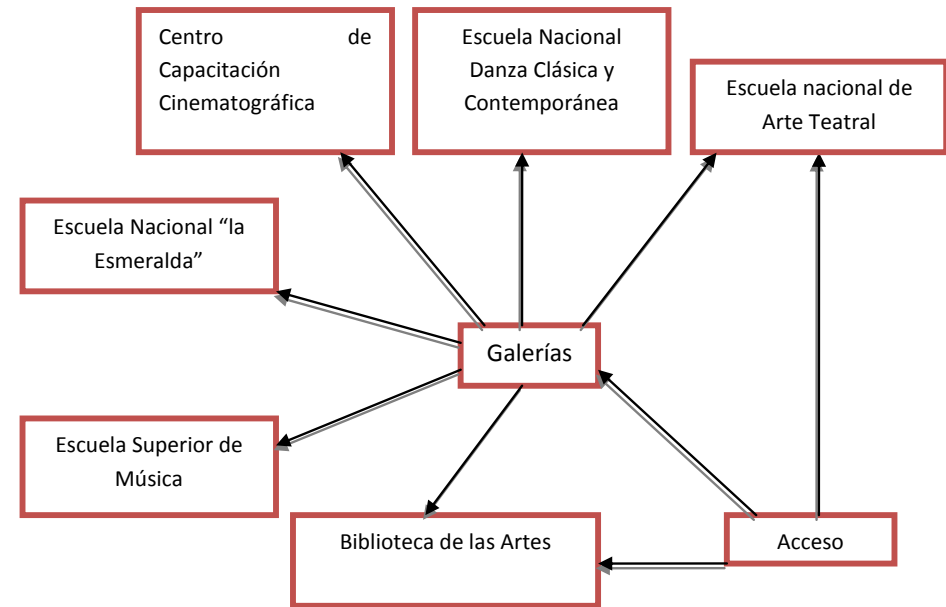 Centro de
Capacitación
Cinematográfica
Escuela Nacional
Danza Clásica y
Contemporánea
Escuela nacional de
Arte Teatral
Escuela Nacional “la
Esmeralda”
Galerías
Escuela Superior de
Música
Biblioteca de las Artes
Acceso